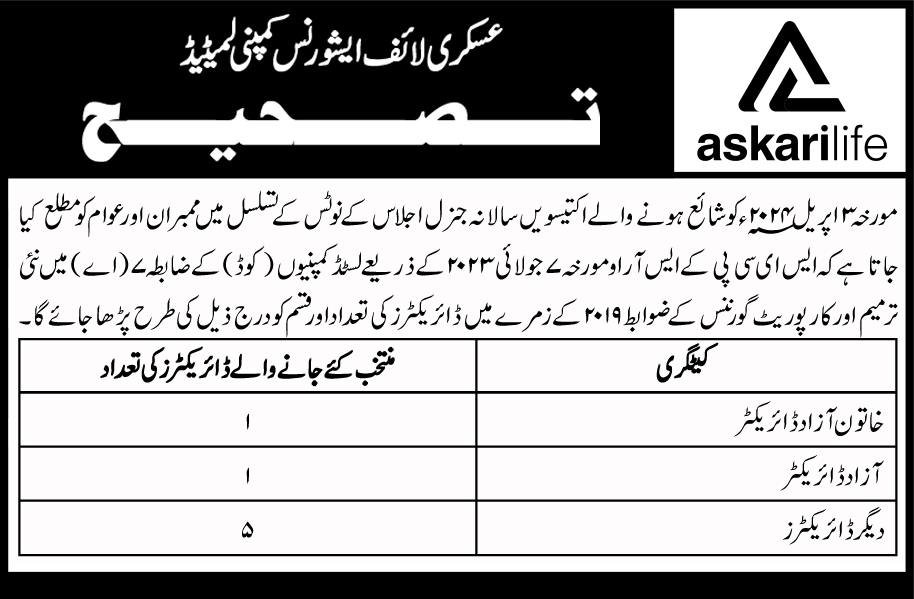 عسکری لائف ایشورنس کمپنی لمیٹیڈ
askarilife
تصحیح
مورخہ ۳ اپریل ۲۰۲۴ء کو شائع ہونے والے اکتیسویں سالانہ جنرل اجلاس کے نوٹس کے تسلسل میں ممبران اور عوام کو مطلع کیا
جاتا ہے کہ ایس ای سی پی کے ایس آر او مورخہ ۷ جولائی ۲۰۲۳ کے ذریعے لسٹڈ کمپنیوں (کوڈ) کے ضابطہ ۷ (اے) میں نئی
ترمیم اور کارپوریٹ گورننس کے ضوابط ۲۰۱۹ کے زمرے میں ڈائریکٹرز کی تعداد اور قسم کو درج ذیل کی طرح پڑھا جائے گا۔
کیٹگری منتخب کئے جانے والے ڈائریکٹرز کی تعداد
خاتون آزاد ڈائریکٹر ۱
آزاد ڈائریکٹر ۱
دیگر ڈائریکٹرز ۵